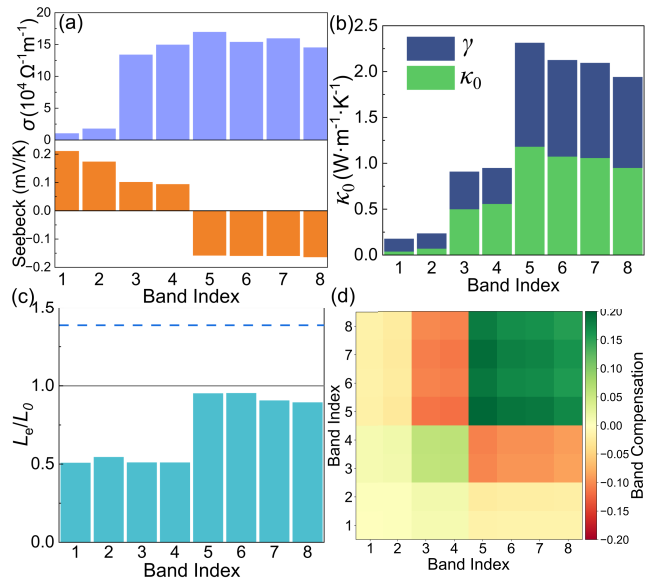 (a)
σ(10⁴ Ω⁻¹m⁻¹)
20
15
10
5
0
Seebeck (mV/K)
0.2
0.1
0.0
−0.1
−0.2
1 2 3 4 5 6 7 8
Band Index
(b)
γ
κ₀
κ₀ (W·m⁻¹·K⁻¹)
2.5
2.0
1.5
1.0
0.5
0.0
1 2 3 4 5 6 7 8
Band Index
(c)
Lₑ/L₀
1.5
1.0
0.5
0.0
1 2 3 4 5 6 7 8
Band Index
(d)
Band Index
8
7
6
5
4
3
2
1
1 2 3 4 5 6 7 8
Band Index
0.20
0.15
0.10
0.05
0.00
−0.05
−0.10
−0.15
−0.20
Band Compensation